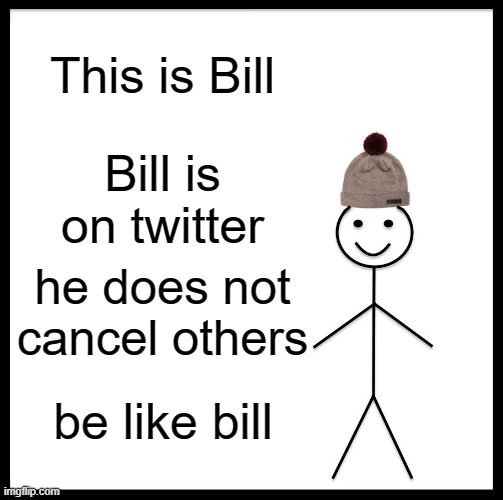 This is Bill
Bill is
on twitter
he does not
cancel others
be like bill
imgflip.com